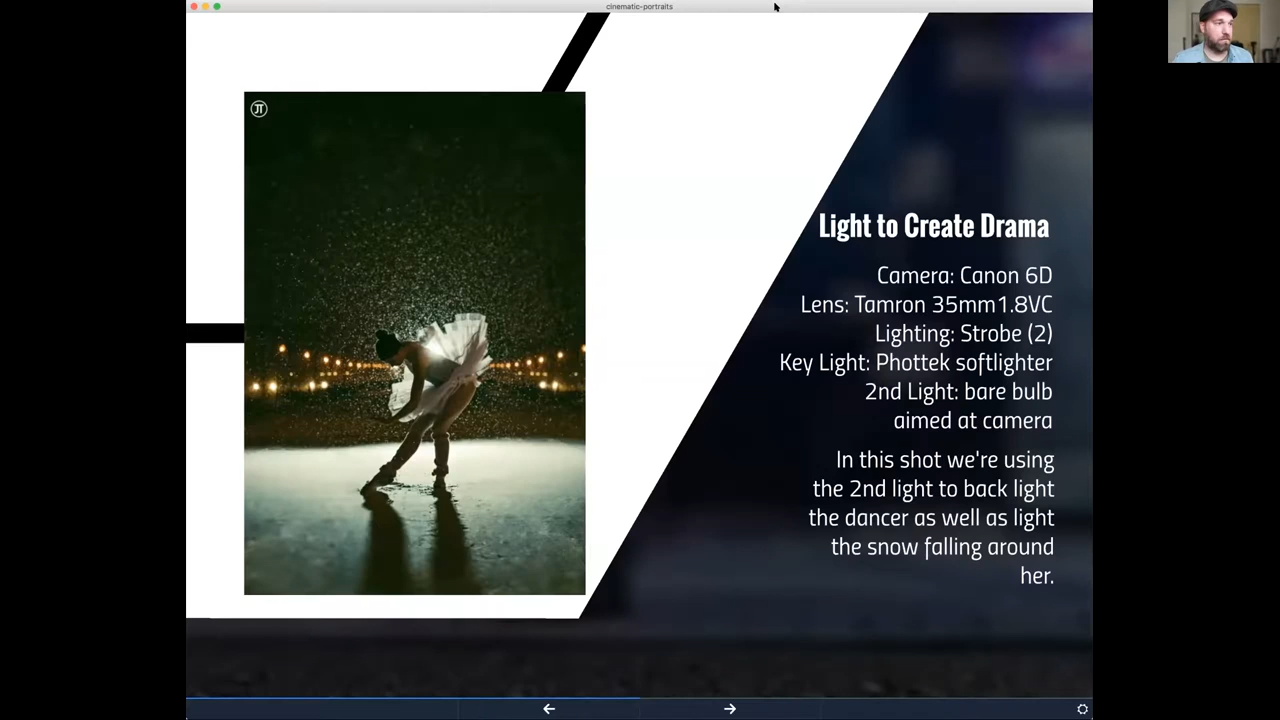 cinematic-portraits
Light to Create Drama
Camera: Canon 6D
Lens: Tamron 35mm1.8VC
Lighting: Strobe (2)
Key Light: Phottek softlighter
2nd Light: bare bulb
aimed at camera
In this shot we're using
the 2nd light to back light
the dancer as well as light
the snow falling around
her.